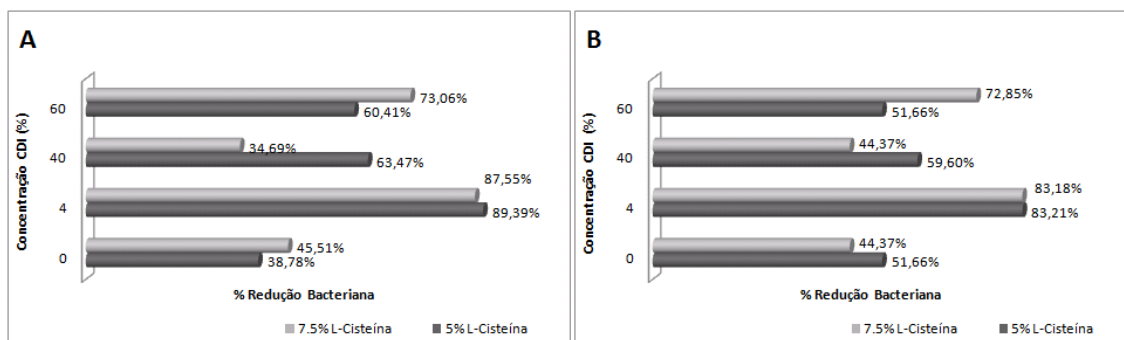 A
Concentração CDI (%)
60
73,06%
60,41%
40
34,69%
63,47%
4
87,55%
89,39%
0
45,51%
38,78%
% Redução Bacteriana
7.5% L-Cisteína
5% L-Cisteína
B
Concentração CDI (%)
60
72,85%
51,66%
40
44,37%
59,60%
4
83,18%
83,21%
0
44,37%
51,66%
% Redução Bacteriana
7.5% L-Cisteína
5% L-Cisteína